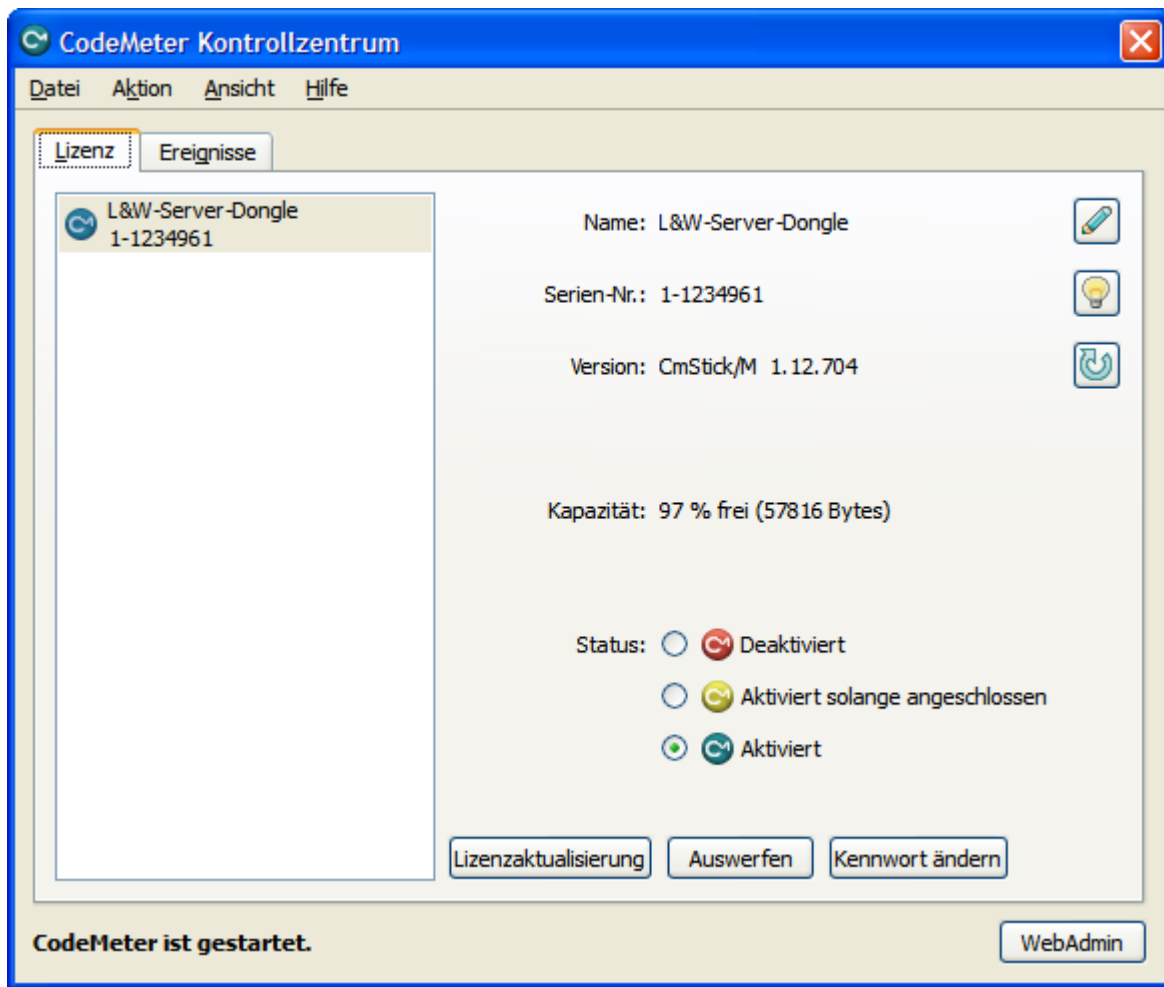 CodeMeter Kontrollzentrum
Datei Aktion Ansicht Hilfe
Lizenz Ereignisse
L&W-Server-Dongle
1-1234961
Name: L&W-Server-Dongle
Serien-Nr.: 1-1234961
Version: CmStick/M 1.12.704
Kapazität: 97 % frei (57816 Bytes)
Status: Deaktiviert
Aktiviert solange angeschlossen
Aktiviert
Lizenzaktualisierung Auswerfen Kennwort ändern
CodeMeter ist gestartet. WebAdmin